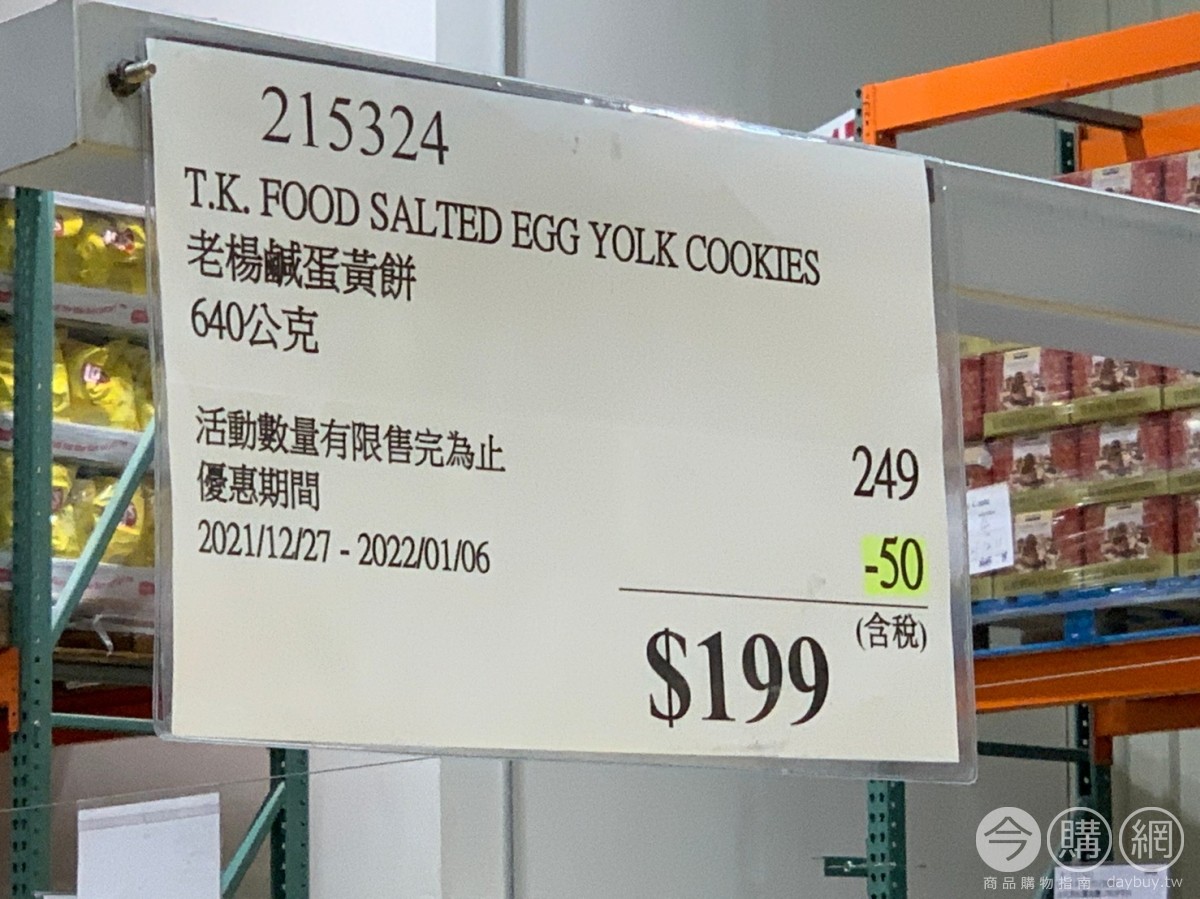 215324
T.K. FOOD SALTED EGG YOLK COOKIES
老楊鹹蛋黃餅
640公克
活動數量有限售完為止
優惠期間
2021/12/27 - 2022/01/06
249
-50
(含稅)
$199
今購網
商品購物指南 daybuy.tw